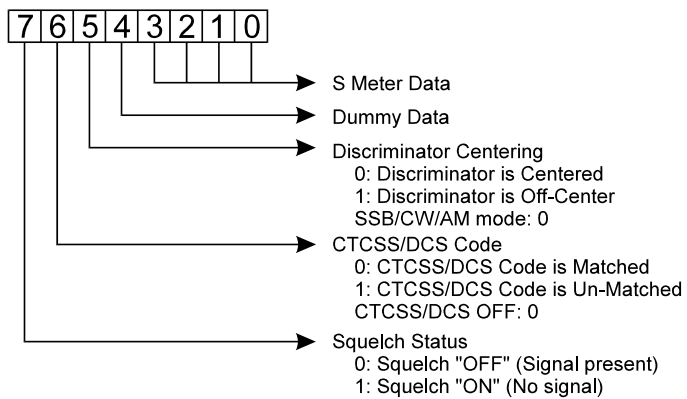 7 6 5 4 3 2 1 0
S Meter Data
Dummy Data
Discriminator Centering
0: Discriminator is Centered
1: Discriminator is Off-Center
SSB/CW/AM mode: 0
CTCSS/DCS Code
0: CTCSS/DCS Code is Matched
1: CTCSS/DCS Code is Un-Matched
CTCSS/DCS OFF: 0
Squelch Status
0: Squelch "OFF" (Signal present)
1: Squelch "ON" (No signal)